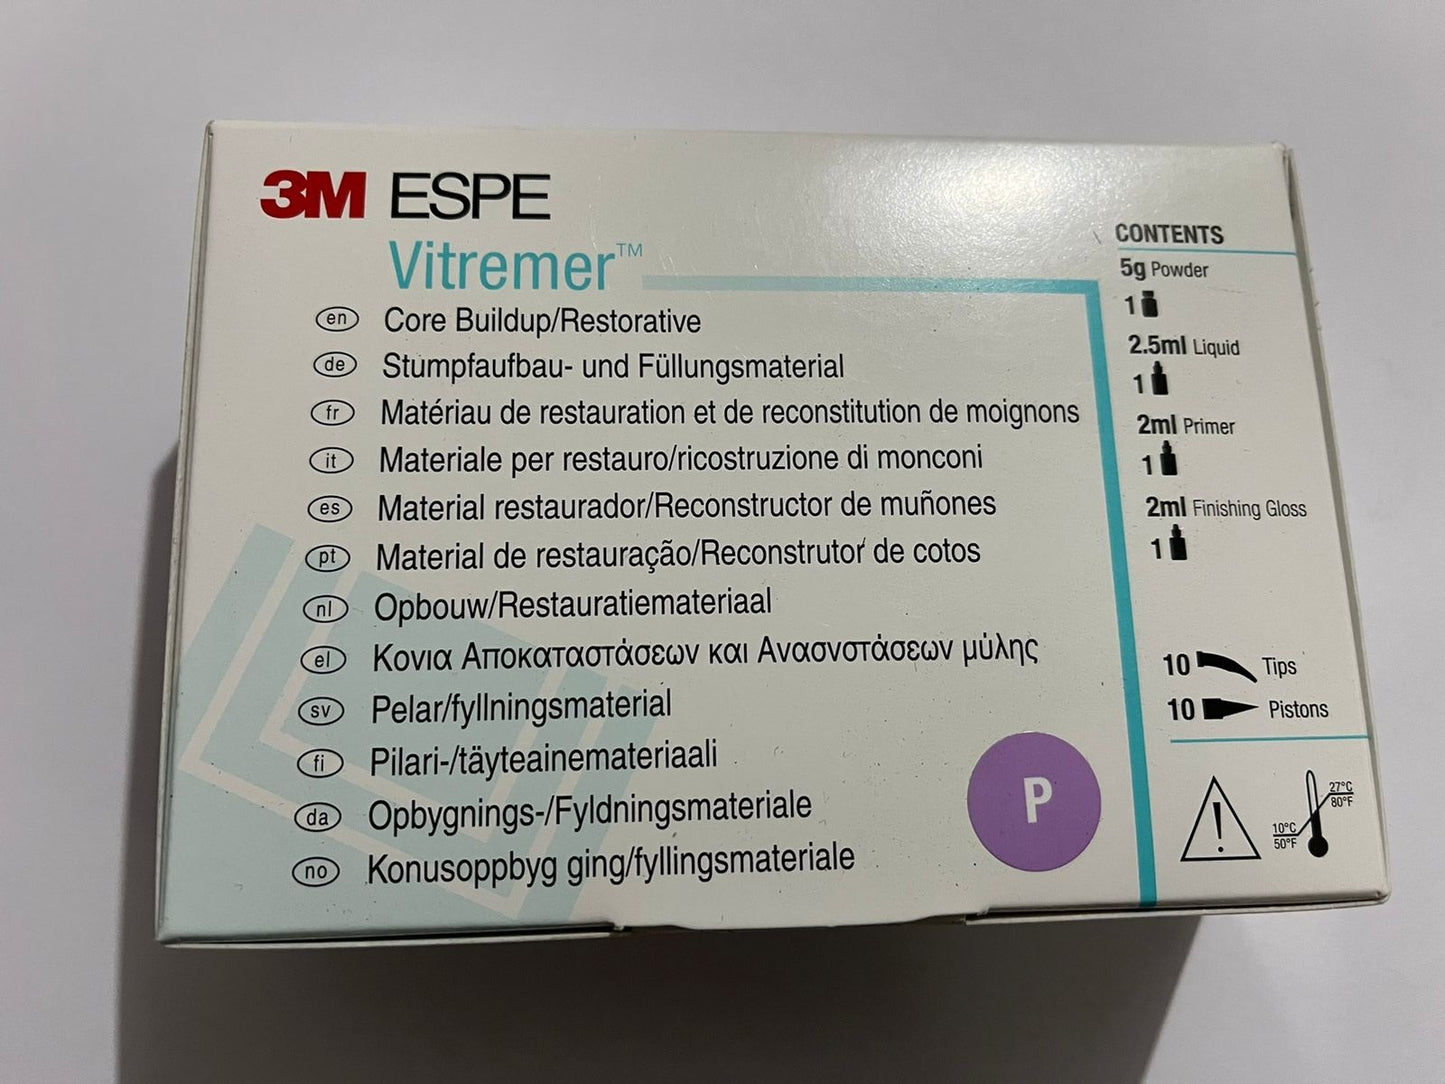 3M ESPE
Vitremer™
en Core Buildup/Restorative
de Stumpfaufbau- und Füllungsmaterial
fr Matériau de restauration et de reconstitution de moignons
it Materiale per restauro/ricostruzione di monconi
es Material restaurador/Reconstructor de muñones
pt Material de restauração/Reconstrutor de cotos
nl Opbouw/Restauratiemateriaal
el Κονια Αποκαταστάσεων και Ανασνστάσεων μύλης
sv Pelar/fyllningsmaterial
fi Pilari-/täyteainemateriaali
da Opbygnings-/Fyldningsmateriale
no Konusoppbyg ging/fyllingsmateriale
P
CONTENTS
5g Powder
1
2.5ml Liquid
1
2ml Primer
1
2ml Finishing Gloss
1
10 Tips
10 Pistons
27°C
80°F
10°C
50°F